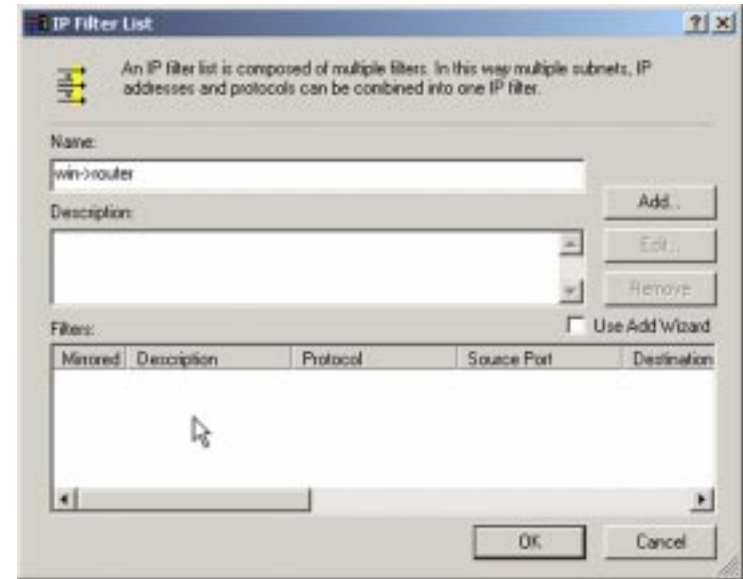 IP Filter List
An IP filter list is composed of multiple filters. In this way multiple subnets, IP
addresses and protocols can be combined into one IP filter.
Name:
win->router
Add...
Description:
Edit...
Remove
Filters:
Use Add Wizard
Mirrored Description Protocol Source Port Destination
OK
Cancel